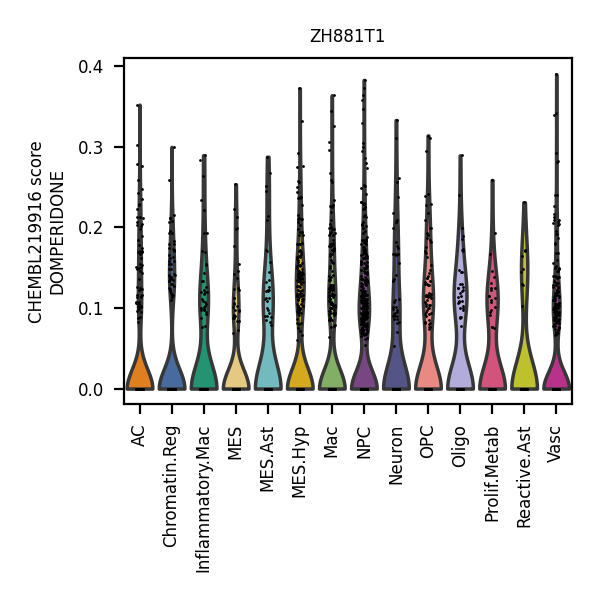 ZH881T1
CHEMBL219916 score
DOMPERIDONE
0.4
0.3
0.2
0.1
0.0
AC
Chromatin.Reg
Inflammatory.Mac
MES
MES.Ast
MES.Hyp
Mac
NPC
Neuron
OPC
Oligo
Prolif.Metab
Reactive.Ast
Vasc